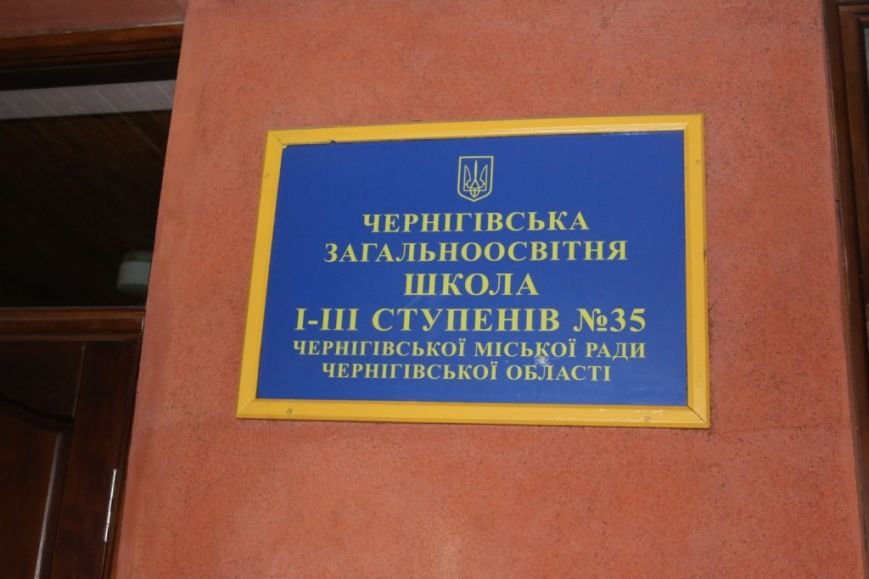 ЧЕРНІГІВСЬКА
ЗАГАЛЬНООСВІТНЯ
ШКОЛА
І-ІІІ СТУПЕНІВ №35
ЧЕРНІГІВСЬКОЇ МІСЬКОЇ РАДИ
ЧЕРНІГІВСЬКОЇ ОБЛАСТІ